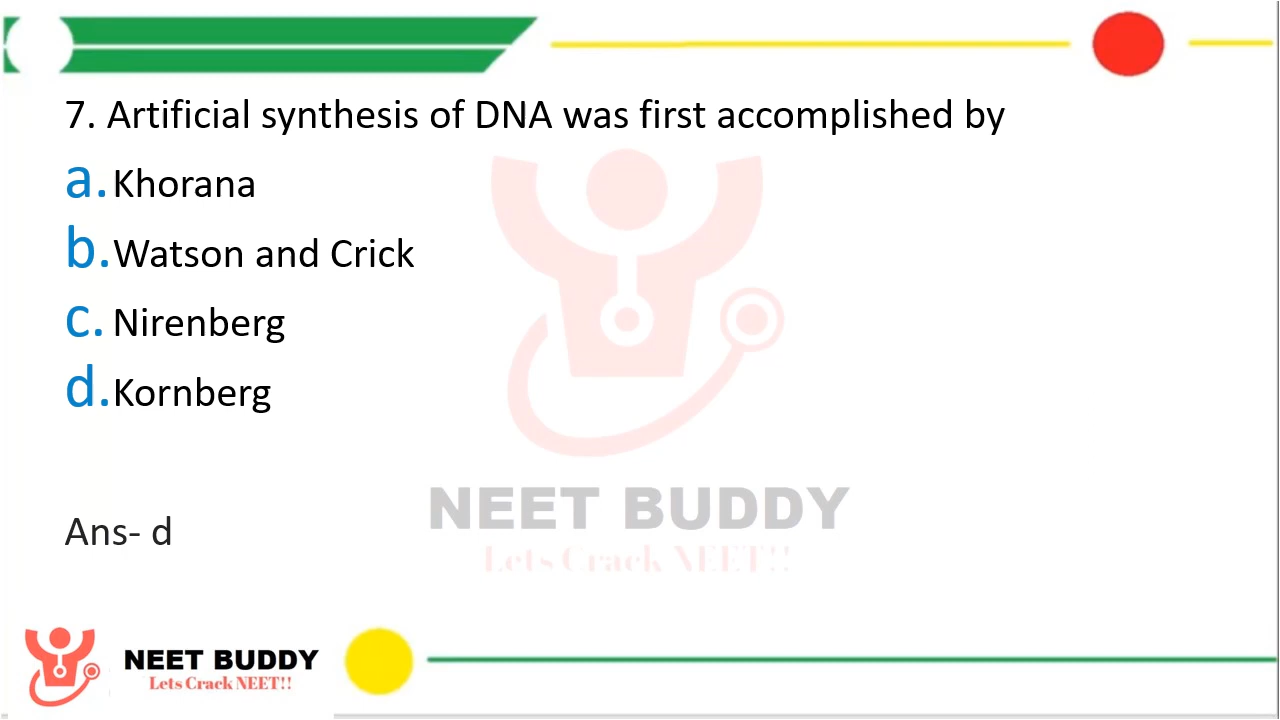 7. Artificial synthesis of DNA was first accomplished by
a. Khorana
b. Watson and Crick
c. Nirenberg
d. Kornberg
NEET BUDDY
Ans- d
Lets Crack NEET!!
NEET BUDDY
Lets Crack NEET!!